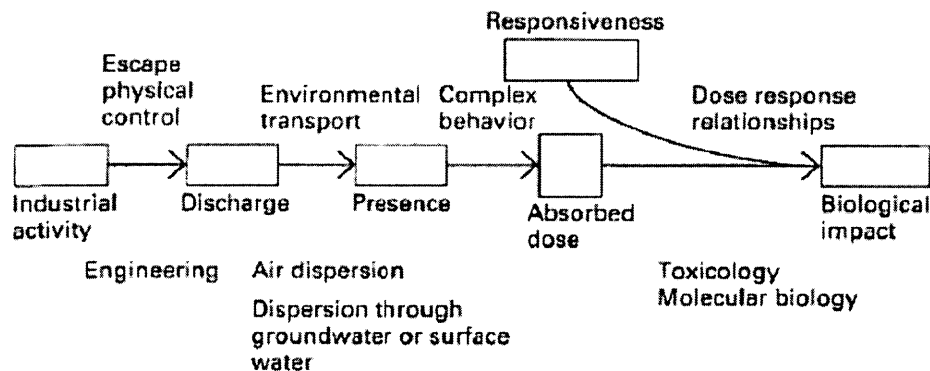 Responsiveness
Escape
physical
control
Environmental
transport
Complex
behavior
Dose response
relationships
Industrial
activity
Discharge
Presence
Absorbed
dose
Biological
impact
Engineering
Air dispersion
Dispersion through
groundwater or surface
water
Toxicology
Molecular biology